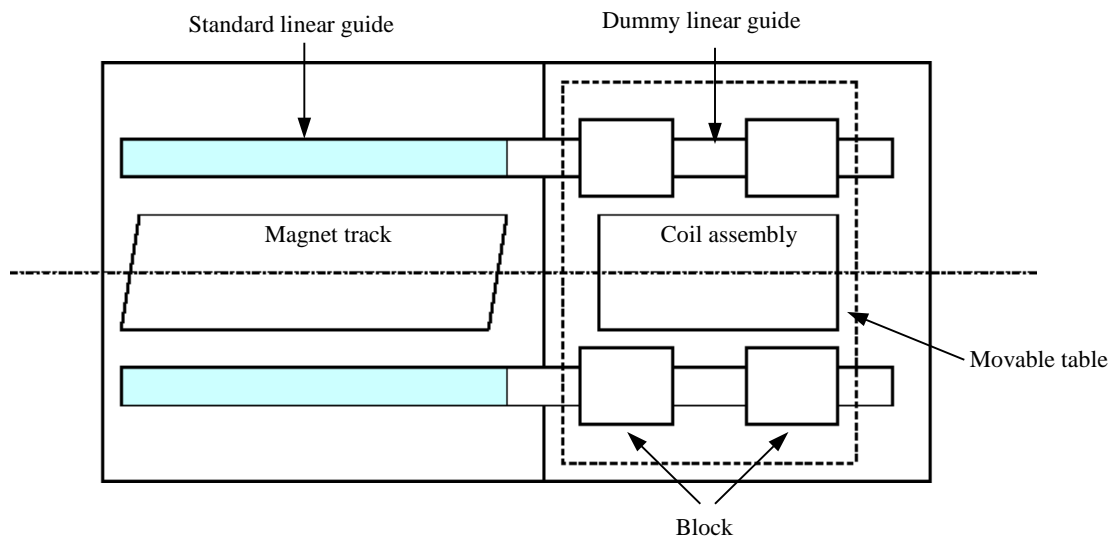 Standard linear guide
Dummy linear guide
Magnet track
Coil assembly
Movable table
Block